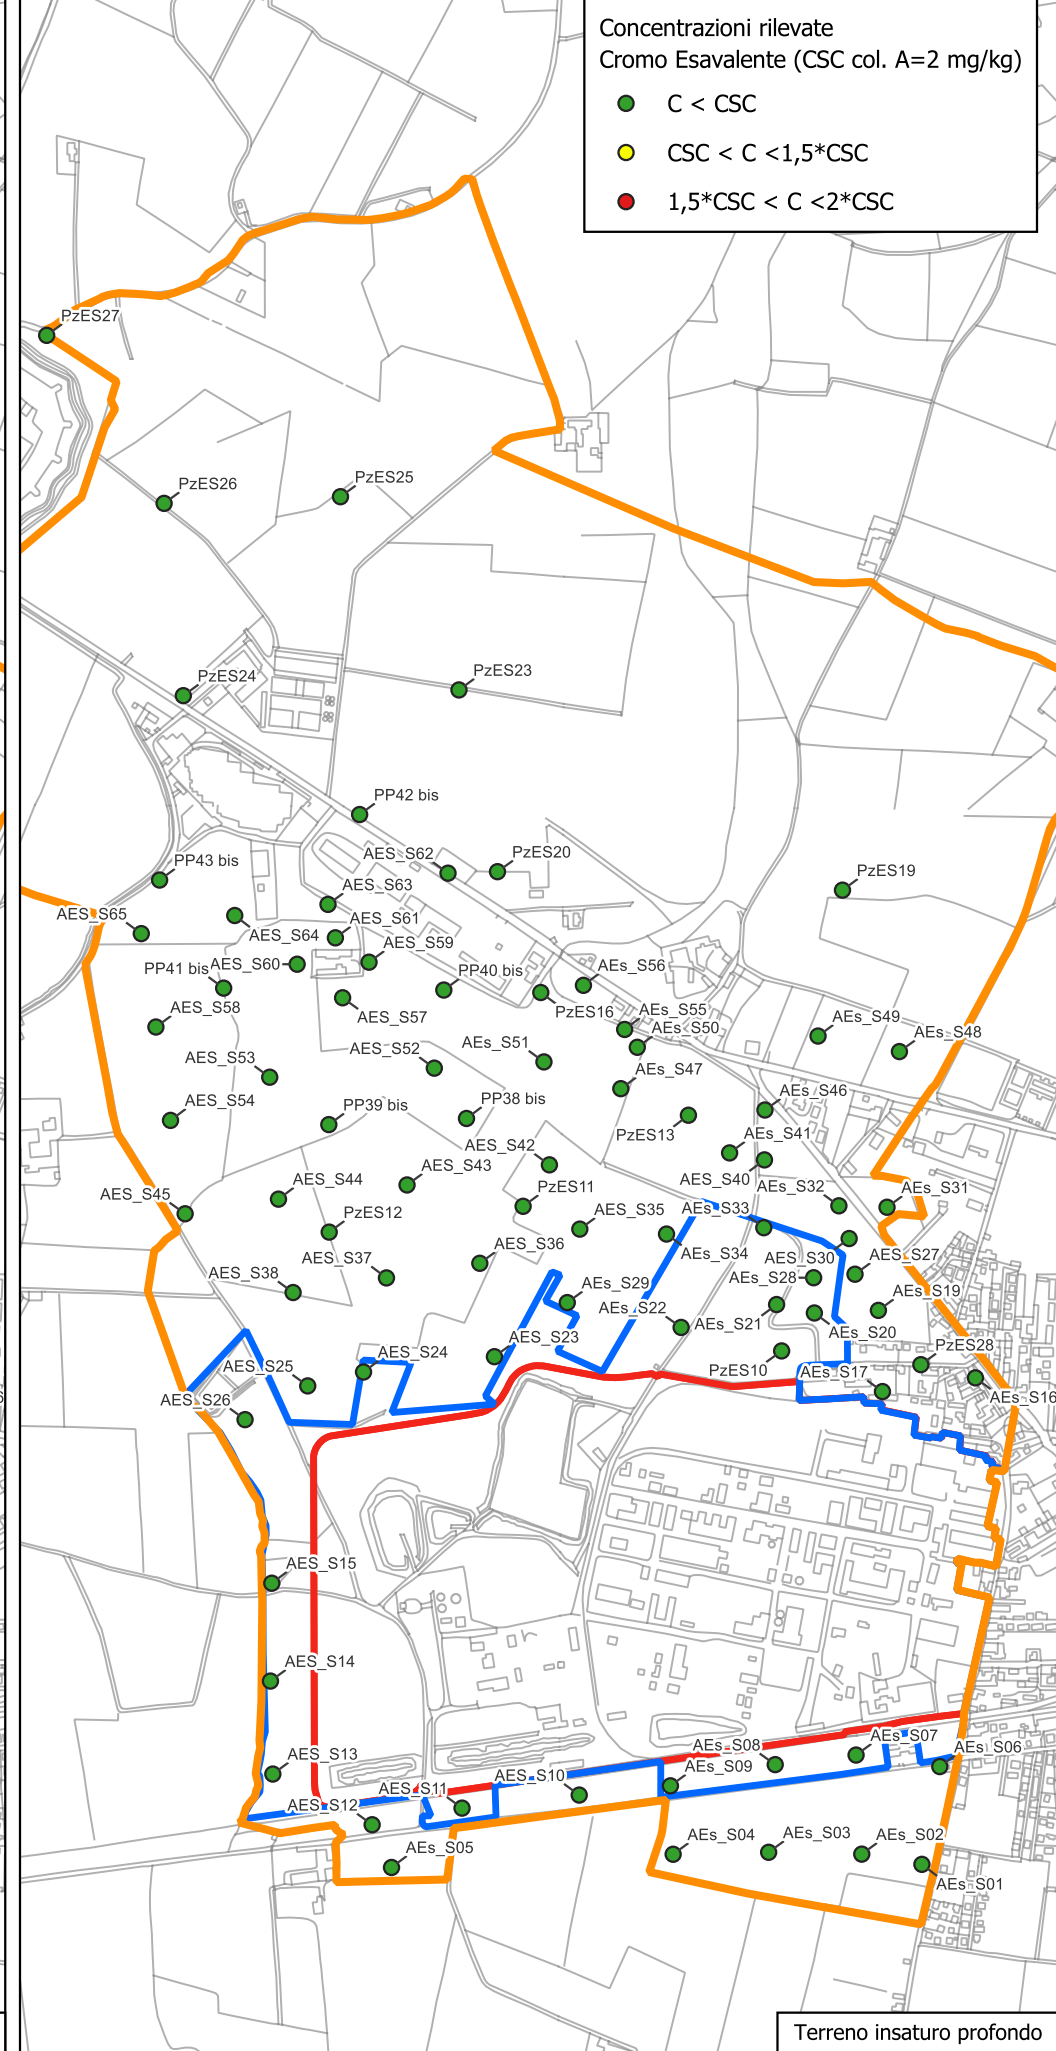 Concentrazioni rilevate
Cromo Esavalente (CSC col. A=2 mg/kg)
C < CSC
CSC < C <1,5*CSC
1,5*CSC < C <2*CSC
PzES27
PzES25
PzES26
PzES23
PzES24
PP42 bis
AES_S62
PzES20
PP43 bis
PzES19
AES_S63
AES_S65
AES_S61
AES_S64
AES_S59
AES_S60
PP41 bis
PP40 bis
AEs_S56
AES_S58
PzES16
AES_S57
AEs_S55
AEs_S49
AEs_S50
AEs_S48
AEs_S51
AES_S52
AES_S53
AEs_S47
AEs_S46
AES_S54
PP39 bis
PP38 bis
PzES13
AEs_S41
AES_S42
AES_S43
AES_S40
AES_S44
AEs_S32
AEs_S31
AES_S45
PzES11
AEs_S33
PzES12
AES_S35
AES_S36
AEs_S34
AES_S30
AES_S27
AES_S37
AES_S38
AEs_S28
AEs_S29
AEs_S19
AEs_S22
AEs_S21
AEs_S20
AES_S23
PzES28
AES_S24
AES_S25
PzES10
AEs_S17
AES_S26
AEs_S16
AES_S15
AES_S14
AEs_S07
AEs_S08
AEs_S06
AES_S13
AES_S10
AEs_S09
AES_S11
AES_S12
AEs_S04
AEs_S03
AEs_S02
AEs_S05
AEs_S01
Terreno insaturo profondo